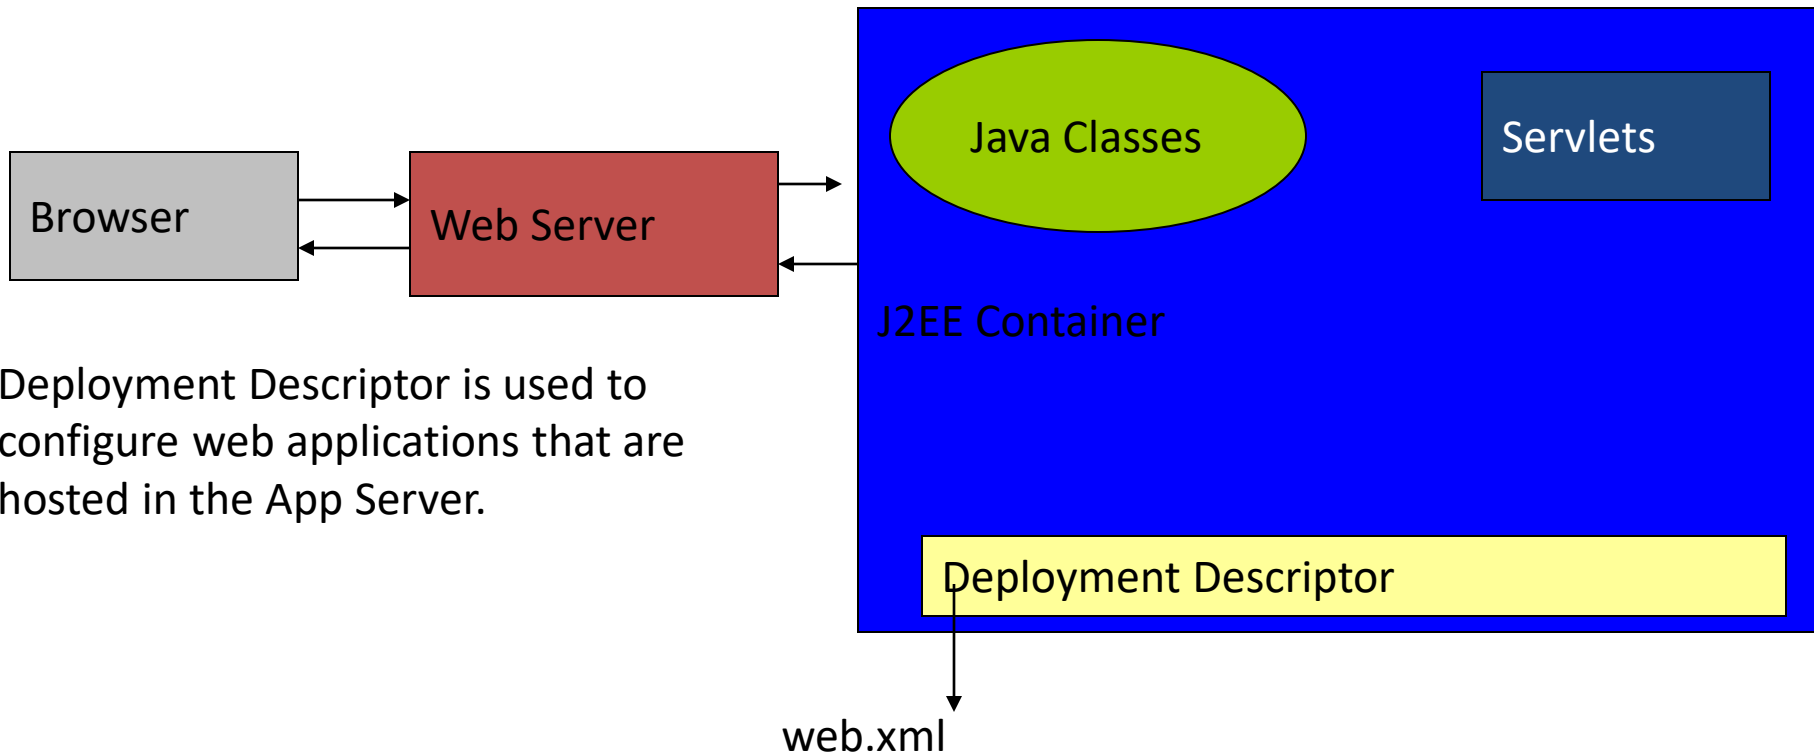 Java Classes
Servlets
Browser
Web Server
J2EE Container
Deployment Descriptor is used to
configure web applications that are
hosted in the App Server.
Deployment Descriptor
web.xml